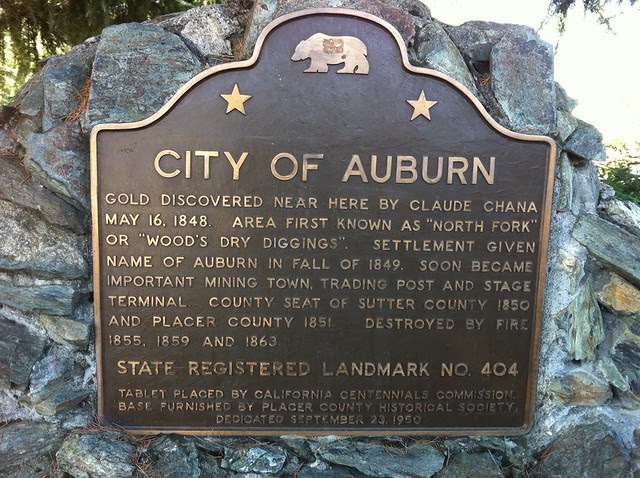 CITY OF AUBURN
GOLD DISCOVERED NEAR HERE BY CLAUDE CHANA
MAY 16, 1848. AREA FIRST KNOWN AS "NORTH FORK"
OR "WOOD'S DRY DIGGINGS". SETTLEMENT GIVEN
NAME OF AUBURN IN FALL OF 1849. SOON BECAME
IMPORTANT MINING TOWN, TRADING POST AND STAGE
TERMINAL. COUNTY SEAT OF SUTTER COUNTY 1850
AND PLACER COUNTY 1851. DESTROYED BY FIRE
1855, 1859 AND 1863.
STATE REGISTERED LANDMARK NO. 404
TABLET PLACED BY CALIFORNIA CENTENNIALS COMMISSION.
BASE FURNISHED BY PLACER COUNTY HISTORICAL SOCIETY,
DEDICATED SEPTEMBER 23, 1950